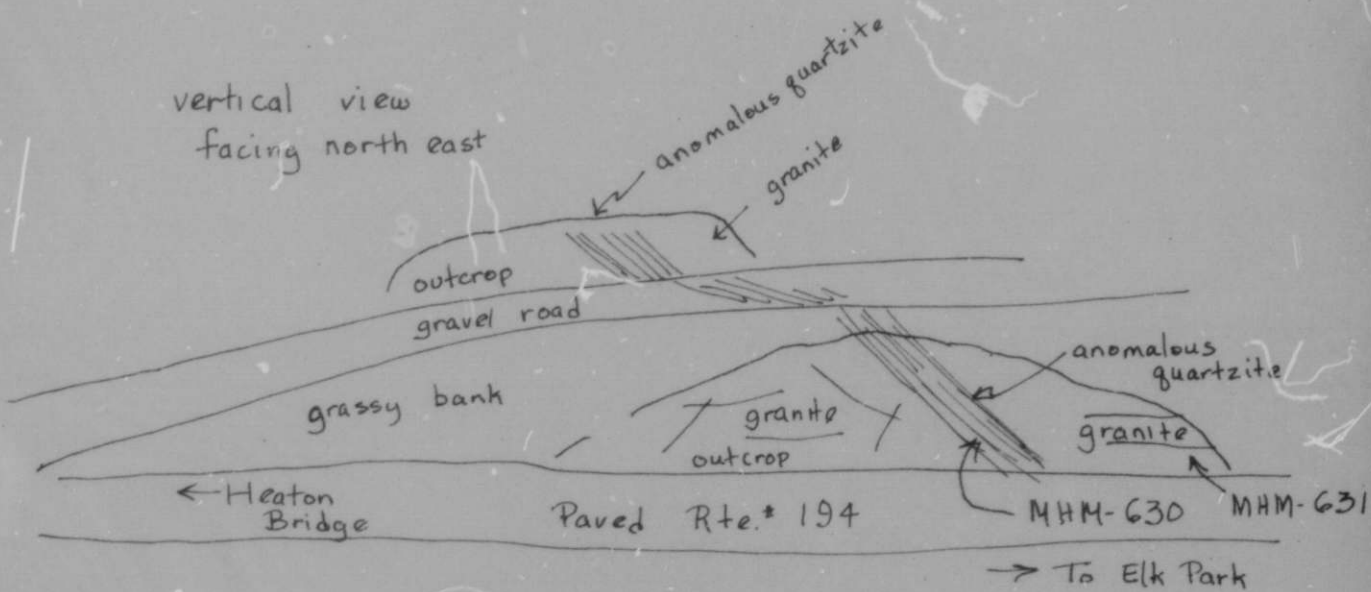 vertical view
facing north east
anomalous quartzite
granite
outcrop
gravel road
anomalous
quartzite
grassy bank
granite
granite
outcrop
← Heaton
Bridge
Paved Rte.# 194
MHM-630
MHM-631
→ To Elk Park